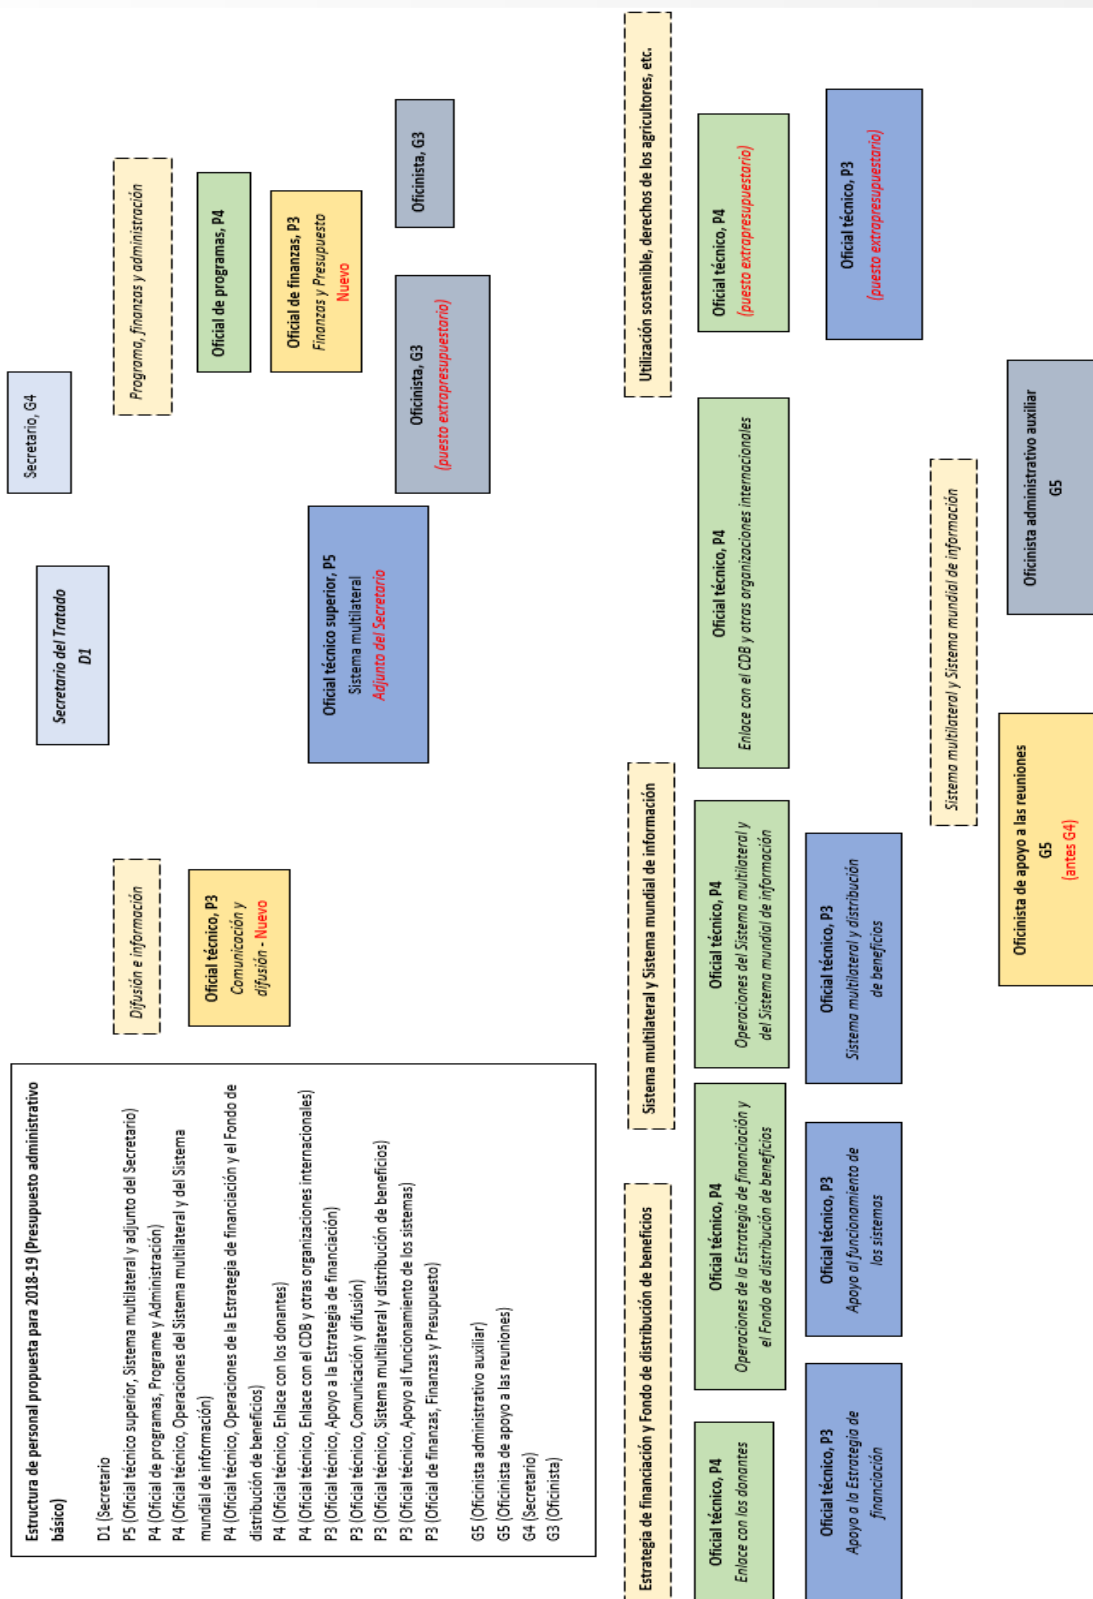 Estructura de personal propuesta para 2018-19 (Presupuesto administrativo
básico)
D1 (Secretario
P5 (Oficial técnico superior, Sistema multilateral y adjunto del Secretario)
P4 (Oficial de programas, Programe y Administración)
P4 (Oficial técnico, Operaciones del Sistema multilateral y del Sistema
mundial de información)
P4 (Oficial técnico, Operaciones de la Estrategia de financiación y el Fondo de
distribución de beneficios)
P4 (Oficial técnico, Enlace con los donantes)
P4 (Oficial técnico, Enlace con el CDB y otras organizaciones internacionales)
P3 (Oficial técnico, Apoyo a la Estrategia de financiación)
P3 (Oficial técnico, Comunicación y difusión)
P3 (Oficial técnico, Sistema multilateral y distribución de beneficios)
P3 (Oficial técnico, Apoyo al funcionamiento de los sistemas)
P3 (Oficial de finanzas, Finanzas y Presupuesto)
G5 (Oficinista administrativo auxiliar)
G5 (Oficinista de apoyo a las reuniones)
G4 (Secretario)
G3 (Oficinista)
Secretario del Tratado
D1
Secretario, G4
Difusión e información
Oficial técnico, P3
Comunicación y
difusión - Nuevo
Programa, finanzas y administración
Oficial de programas, P4
Oficial de finanzas, P3
Finanzas y Presupuesto
Nuevo
Oficial técnico superior, P5
Sistema multilateral
Adjunto del Secretario
Oficinista, G3
(puesto extrapresupuestario)
Oficinista, G3
Estrategia de financiación y Fondo de distribución de beneficios
Sistema multilateral y Sistema mundial de información
Utilización sostenible, derechos de los agricultores, etc.
Oficial técnico, P4
Enlace con los donantes
Oficial técnico, P4
Operaciones de la Estrategia de financiación y
el Fondo de distribución de beneficios
Oficial técnico, P4
Operaciones del Sistema multilateral y
del Sistema mundial de información
Oficial técnico, P4
Enlace con el CDB y otras organizaciones internacionales
Oficial técnico, P4
(puesto extrapresupuestario)
Oficial técnico, P3
Apoyo a la Estrategia de
financiación
Oficial técnico, P3
Apoyo al funcionamiento de
los sistemas
Oficial técnico, P3
Sistema multilateral y distribución
de beneficios
Oficial técnico, P3
(puesto extrapresupuestario)
Sistema multilateral y Sistema mundial de información
Oficinista de apoyo a las reuniones
G5
(antes G4)
Oficinista administrativo auxiliar
G5